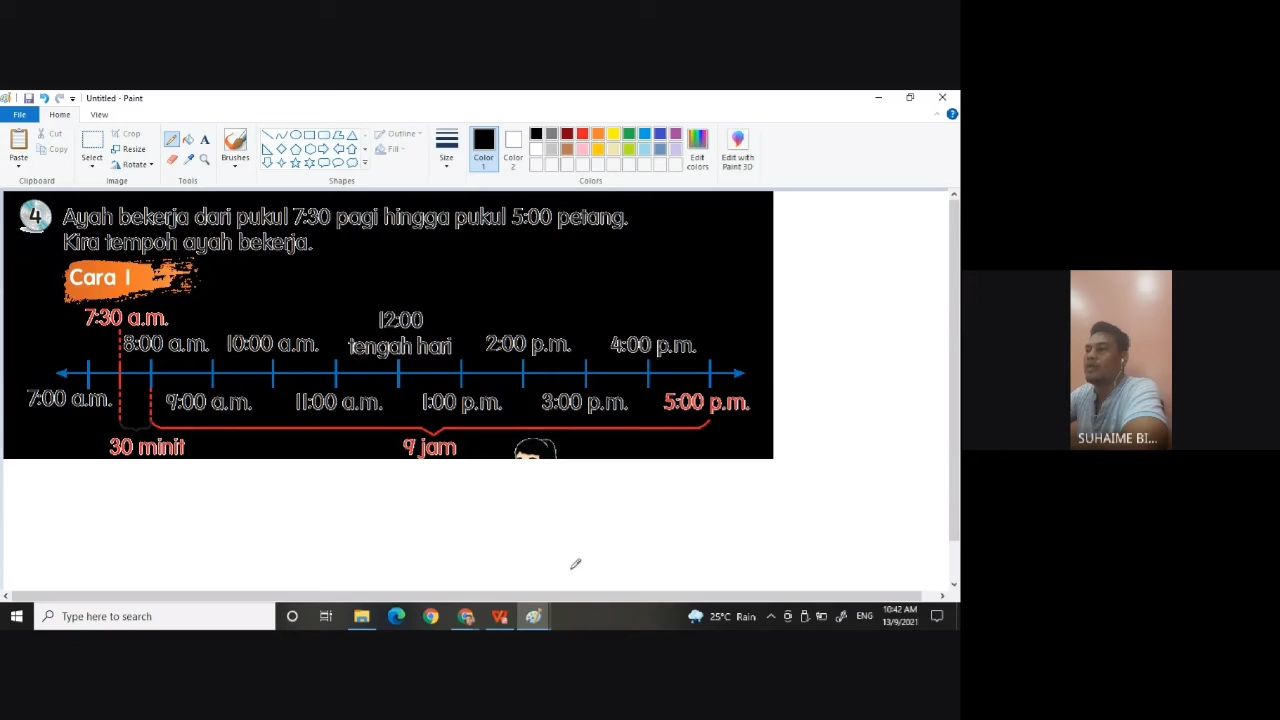 Untitled - Paint
File Home View
Paste Cut Copy
Clipboard
Select Crop Resize Rotate
Image
Tools
Brushes
Shapes
Outline
Fill
Size
Color 1
Color 2
Edit colors
Colors
Edit with Paint 3D
4 Ayah bekerja dari pukul 7:30 pagi hingga pukul 5:00 petang.
Kira tempoh ayah bekerja.
Cara 1
7:30 a.m.
8:00 a.m. 10:00 a.m. 12:00 tengah hari 2:00 p.m. 4:00 p.m.
7:00 a.m. 9:00 a.m. 11:00 a.m. 1:00 p.m. 3:00 p.m. 5:00 p.m.
30 minit 9 jam
SUHAIME BI...
Type here to search
25°C Rain
ENG
10:42 AM
13/9/2021